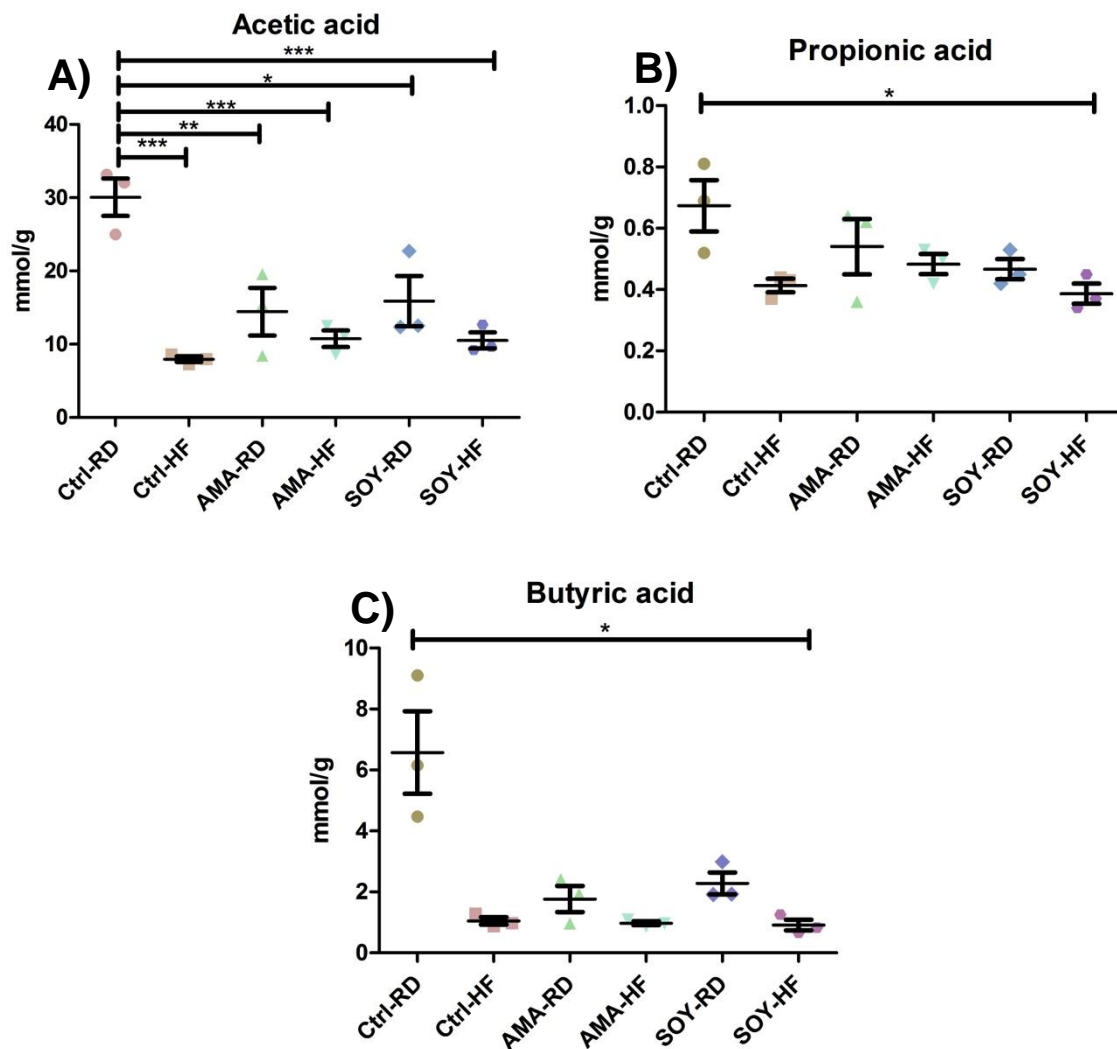 Acetic acid
A)
***
*
***
**
***
mmol/g
40
30
20
10
0
Ctrl-RD
Ctrl-HF
AMA-RD
AMA-HF
SOY-RD
SOY-HF
Propionic acid
B)
*
mmol/g
1.0
0.8
0.6
0.4
0.2
0.0
Ctrl-RD
Ctrl-HF
AMA-RD
AMA-HF
SOY-RD
SOY-HF
Butyric acid
C)
*
mmol/g
10
8
6
4
2
0
Ctrl-RD
Ctrl-HF
AMA-RD
AMA-HF
SOY-RD
SOY-HF